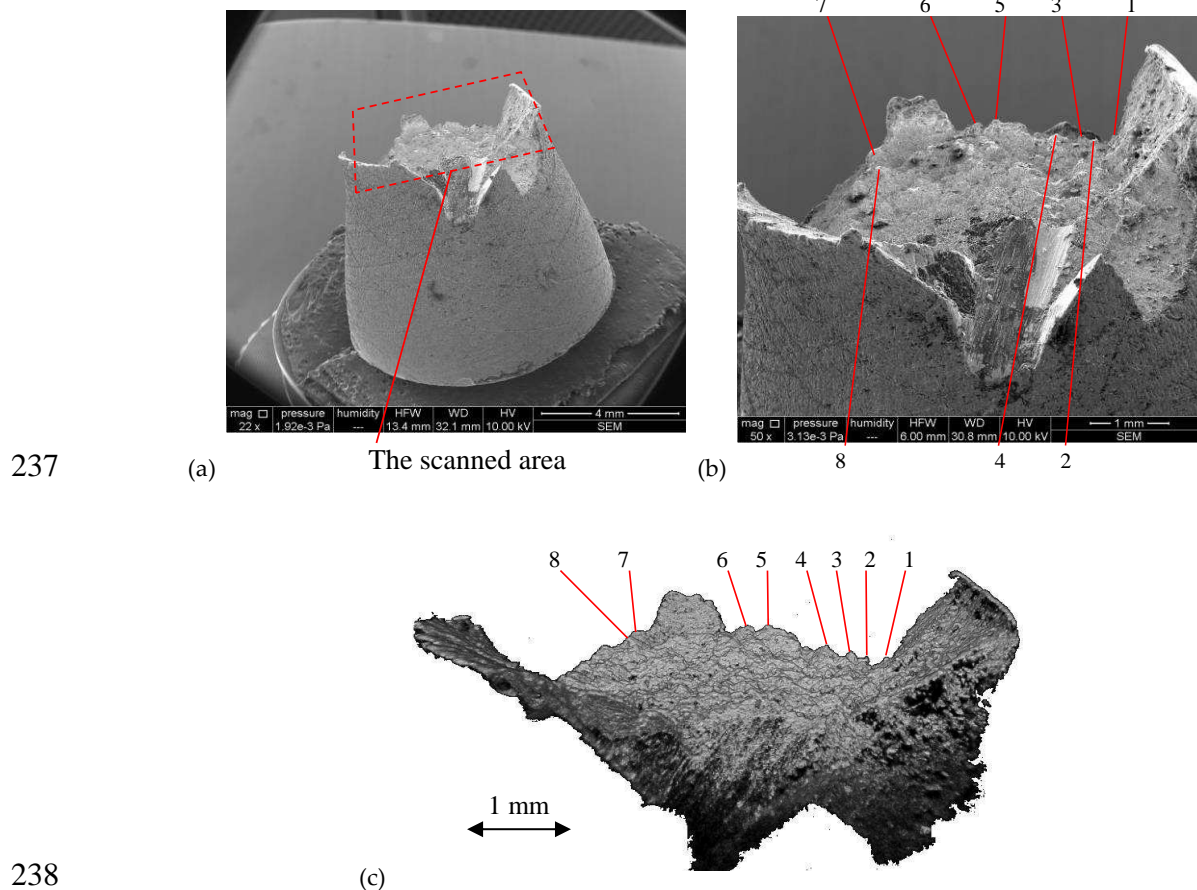 7 6 5 3 1
mag □ pressure humidity HFW WD HV 4 mm
22 x 1.92e-3 Pa --- 13.4 mm 32.1 mm 10.00 kV SEM
mag □ pressure humidity HFW WD HV 1 mm
50 x 3.13e-3 Pa --- 6.00 mm 30.8 mm 10.00 kV SEM
237 (a) The scanned area (b) 8 4 2
8 7 6 5 4 3 2 1
1 mm
238 (c)